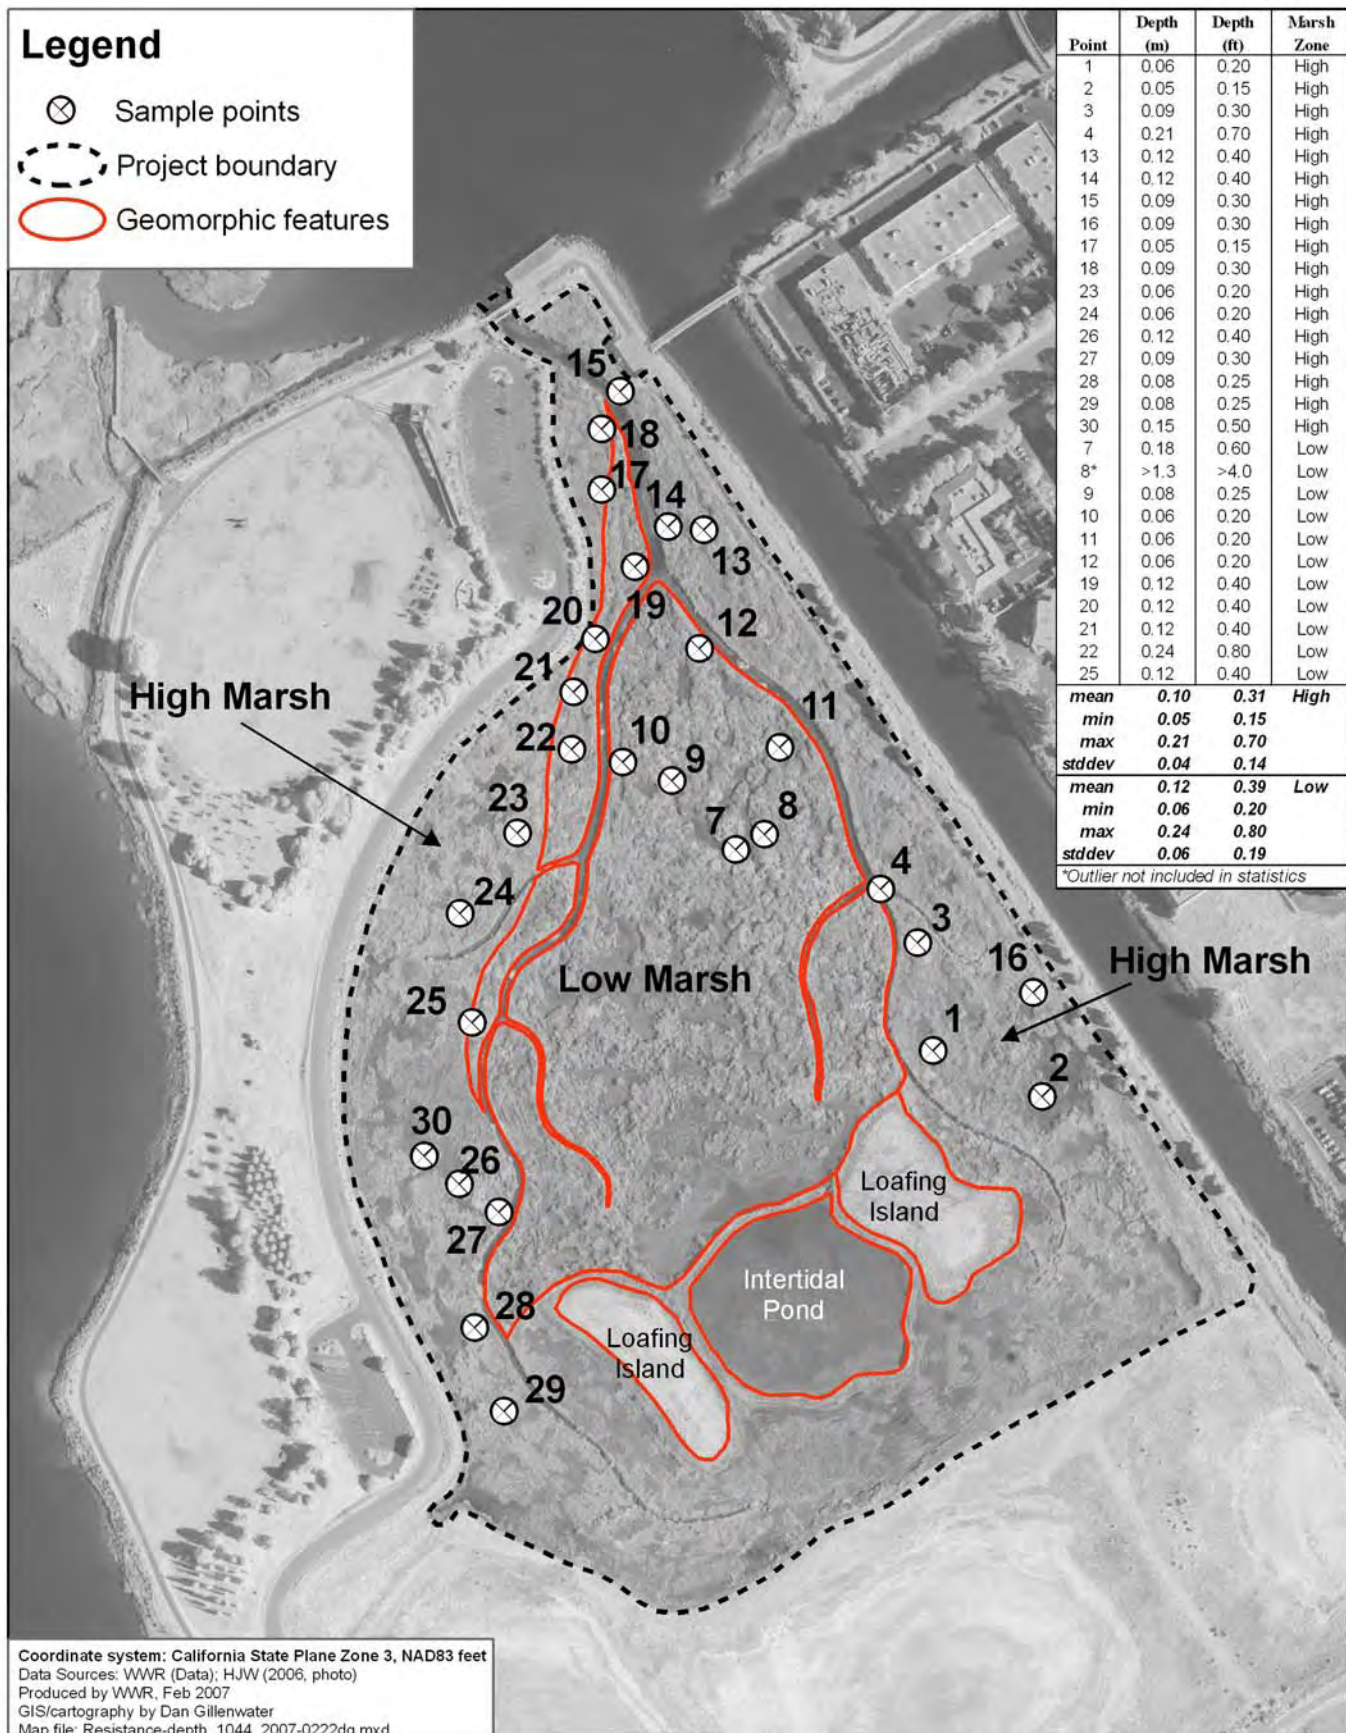 Legend
Sample points
Project boundary
Geomorphic features
Point Depth (m) Depth (ft) Marsh Zone
1 0.06 0.20 High
2 0.05 0.15 High
3 0.09 0.30 High
4 0.21 0.70 High
13 0.12 0.40 High
14 0.12 0.40 High
15 0.09 0.30 High
16 0.09 0.30 High
17 0.05 0.15 High
18 0.09 0.30 High
23 0.06 0.20 High
24 0.06 0.20 High
26 0.12 0.40 High
27 0.09 0.30 High
28 0.08 0.25 High
29 0.08 0.25 High
30 0.15 0.50 High
7 0.18 0.60 Low
8* >1.3 >4.0 Low
9 0.08 0.25 Low
10 0.06 0.20 Low
11 0.06 0.20 Low
12 0.06 0.20 Low
19 0.12 0.40 Low
20 0.12 0.40 Low
21 0.12 0.40 Low
22 0.24 0.80 Low
25 0.12 0.40 Low
mean 0.10 0.31 High
min 0.05 0.15
max 0.21 0.70
stddev 0.04 0.14
mean 0.12 0.39 Low
min 0.06 0.20
max 0.24 0.80
stddev 0.06 0.19
*Outlier not included in statistics
15
18
17
14
13
19
20
12
21
High Marsh
11
22
10
9
23
8
7
4
24
3
Low Marsh
High Marsh
16
25
1
2
30
26
Loafing
Island
27
Intertidal
Pond
28
Loafing
Island
29
Coordinate system: California State Plane Zone 3, NAD83 feet
Data Sources: WWR (Data); HJW (2006, photo)
Produced by WWR, Feb 2007
GIS/cartography by Dan Gillenwater
Map file: Resistance-depth_1044_2007-0222dg.mxd